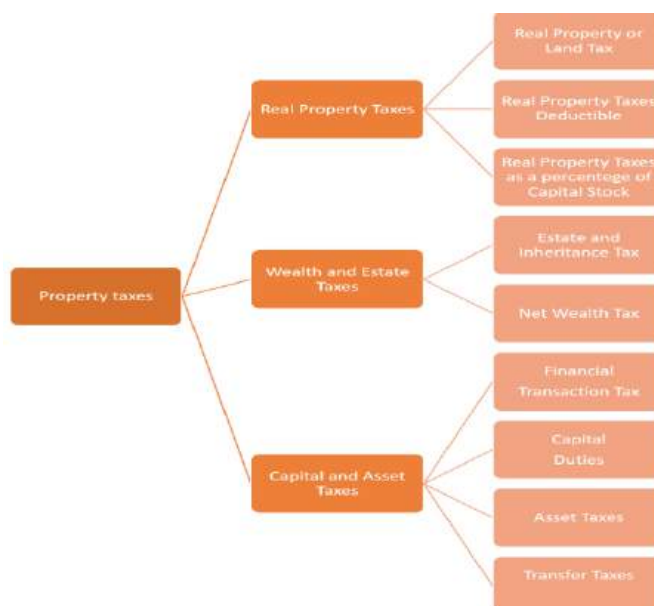 Real Property or
Land Tax
Real Property Taxes
Real Property Taxes
Deductible
Real Property Taxes
as a percentege of
Capital Stock
Estate and
Inheritance Tax
Wealth and Estate
Taxes
Property taxes
Net Wealth Tax
Financial
Transaction Tax
Capital
Duties
Capital and Asset
Taxes
Asset Taxes
Transfer Taxes